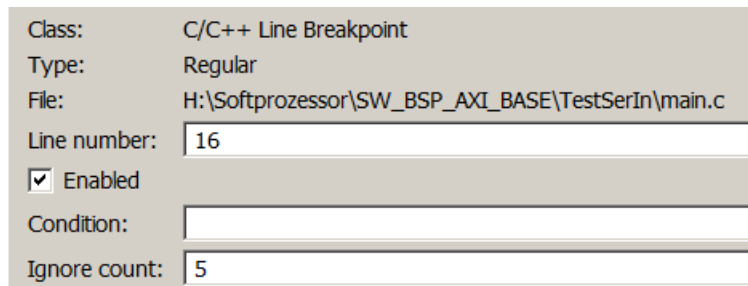 Class: C/C++ Line Breakpoint
Type: Regular
File: H:\Softprozessor\SW_BSP_AXI_BASE\TestSerIn\main.c
Line number: 16
Enabled
Condition:
Ignore count: 5